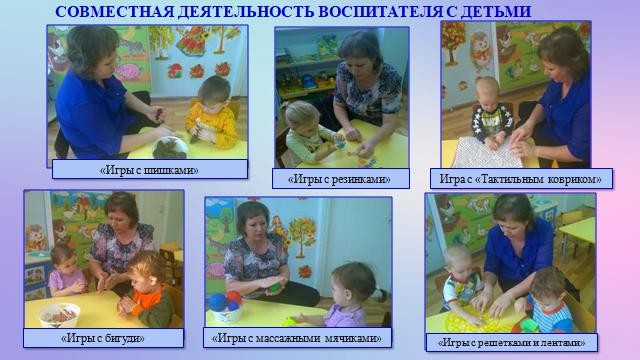 СОВМЕСТНАЯ ДЕЯТЕЛЬНОСТЬ ВОСПИТАТЕЛЯ С ДЕТЬМИ
«Игры с шишками»
«Игры с резинками»
Игра с «Тактильным ковриком»
«Игры с бигуди»
«Игры с массажными мячиками»
«Игры с решетками и лентами»